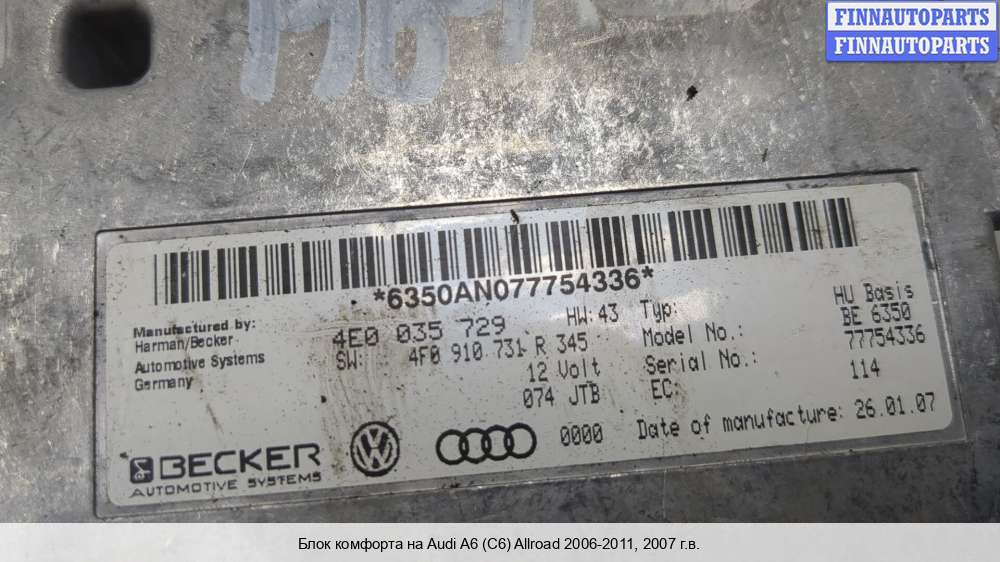 FINNAUTOPARTS
FINNAUTOPARTS
*6350AN077754336*
Manufactured by:
Harman/Becker
Automotive Systems
Germany
4E0 035 729 HW:43
SW: 4F0 910 731 R 345
12 Volt
074 JTB
Typ: HU Basis
BE 6350
Model No.: 77754336
Serial No.:
EC: 114
BECKER
AUTOMOTIVE SYSTEMS
0000
Date of manufacture: 26.01.07
Блок комфорта на Audi A6 (C6) Allroad 2006-2011, 2007 г.в.